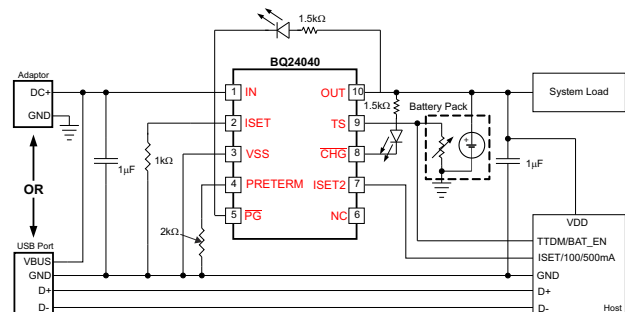 1.5kΩ
BQ24040
Adaptor
DC+
GND
1 IN
OUT 10
System Load
1.5kΩ
Battery Pack
2 ISET
TS 9
+
1µF
1kΩ
3 VSS
CHG 8
1µF
OR
4 PRETERM
ISET2 7
VDD
5 PG
NC 6
2kΩ
TTDM/BAT_EN
USB Port
VBUS
ISET/100/500mA
GND
GND
D+
D+
D-
D-
Host